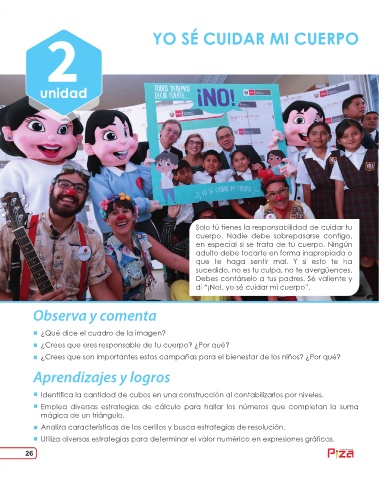 YO SÉ CUIDAR MI CUERPO
2
unidad
TODOS DEBEMOS
DECIR FUERTE...
¡NO!
YO SÉ CUIDAR MI CUERPO
Solo tú tienes la responsabilidad de cuidar tu
cuerpo. Nadie debe sobrepasarse contigo,
en especial si se trata de tu cuerpo. Ningún
adulto debe tocarte en forma inapropiada o
que te haga sentir mal. Y si esto te ha
sucedido, no es tu culpa, no te avergüences.
Debes contárselo a tus padres. Sé valiente y
di "¡No!, yo sé cuidar mi cuerpo".
Observa y comenta
¿Qué dice el cuadro de la imagen?
¿Crees que eres responsable de tu cuerpo? ¿Por qué?
¿Crees que son importantes estas campañas para el bienestar de los niños? ¿Por qué?
Aprendizajes y logros
Identifica la cantidad de cubos en una construcción al contabilizarlos por niveles.
Emplea diversas estrategias de cálculo para hallar los números que completan la suma
mágica de un triángulo.
Analiza características de los cerillos y busca estrategias de resolución.
Utiliza diversas estrategias para determinar el valor numérico en expresiones gráficas.
26
Pizä